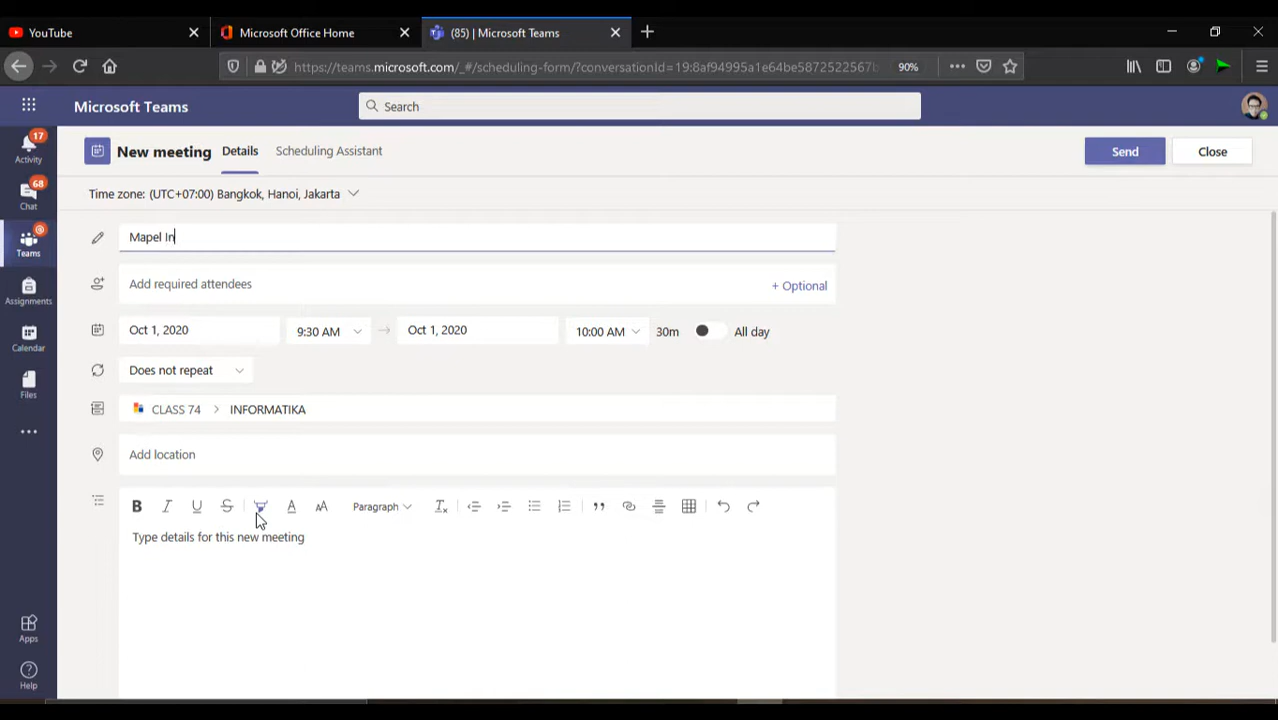 YouTube
Microsoft Office Home
(85) | Microsoft Teams
https://teams.microsoft.com/_#/scheduling-form/?conversationId=19:8af94995a1e64be5872522567b
90%
Microsoft Teams
Search
17
Activity
68
Chat
Teams
Assignments
Calendar
Files
Apps
Help
New meeting
Details
Scheduling Assistant
Send
Close
Time zone: (UTC+07:00) Bangkok, Hanoi, Jakarta
Mapel In
Add required attendees
+ Optional
Oct 1, 2020
9:30 AM
Oct 1, 2020
10:00 AM
30m
All day
Does not repeat
CLASS 74 > INFORMATIKA
Add location
B I U S A AA Paragraph
Type details for this new meeting